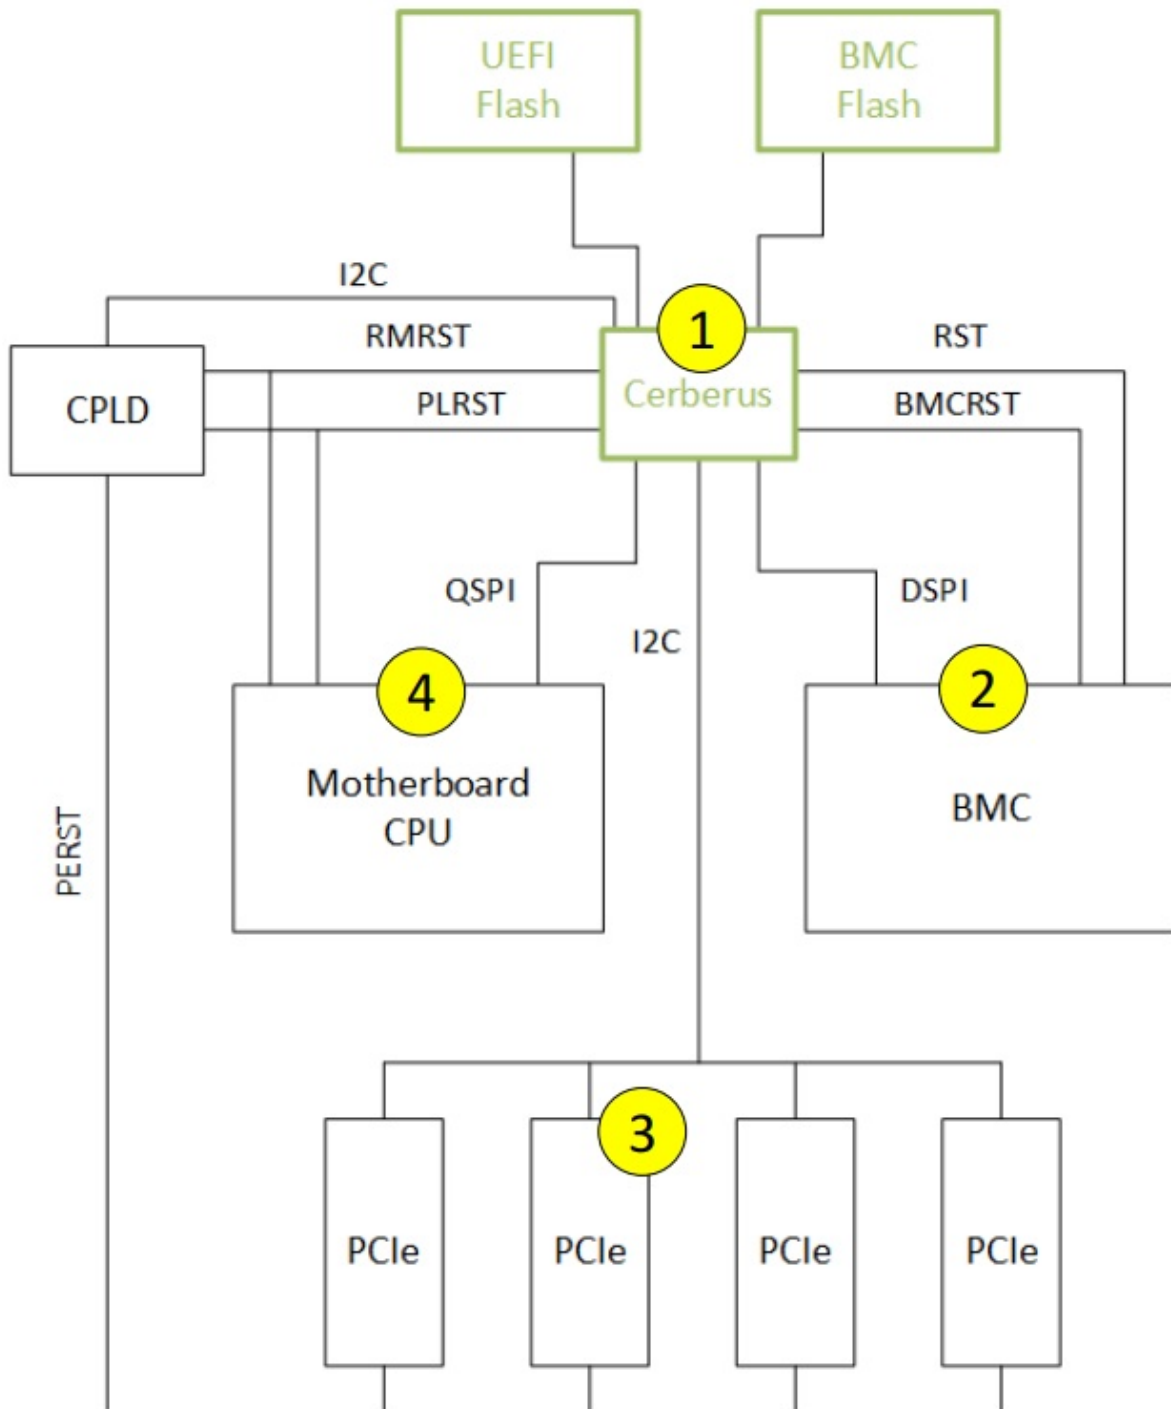 UEFI
Flash
BMC
Flash
I2C
RMRST
RST
1
CPLD
PLRST
Cerberus
BMCRST
QSPI
I2C
DSPI
4
2
Motherboard
CPU
BMC
PERST
3
PCIe
PCIe
PCIe
PCIe